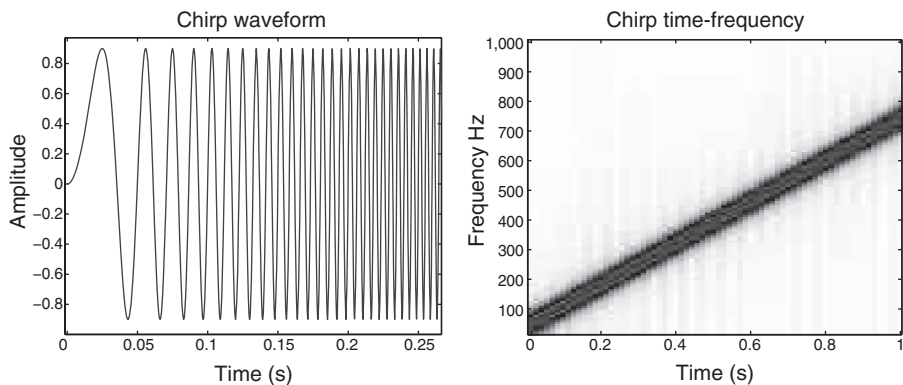 Chirp waveform
0.8
0.6
0.4
0.2
0
−0.2
−0.4
−0.6
−0.8
Amplitude
0 0.05 0.1 0.15 0.2 0.25
Time (s)
Chirp time-frequency
1,000
900
800
700
600
500
400
300
200
100
Frequency Hz
0 0.2 0.4 0.6 0.8 1
Time (s)